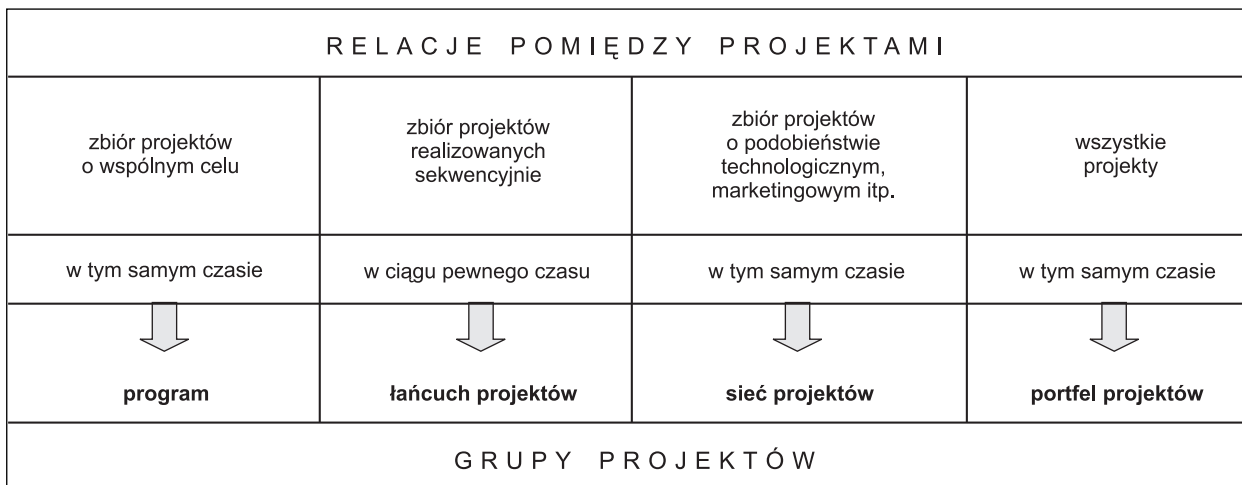 RELACJE POMIĘDZY PROJEKTAMI
zbiór projektów
o wspólnym celu
zbiór projektów
realizowanych
sekwencyjnie
zbiór projektów
o podobieństwie
technologicznym,
marketingowym itp.
wszystkie
projekty
w tym samym czasie
w ciągu pewnego czasu
w tym samym czasie
w tym samym czasie
program
łańcuch projektów
sieć projektów
portfel projektów
GRUPY PROJEKTÓW